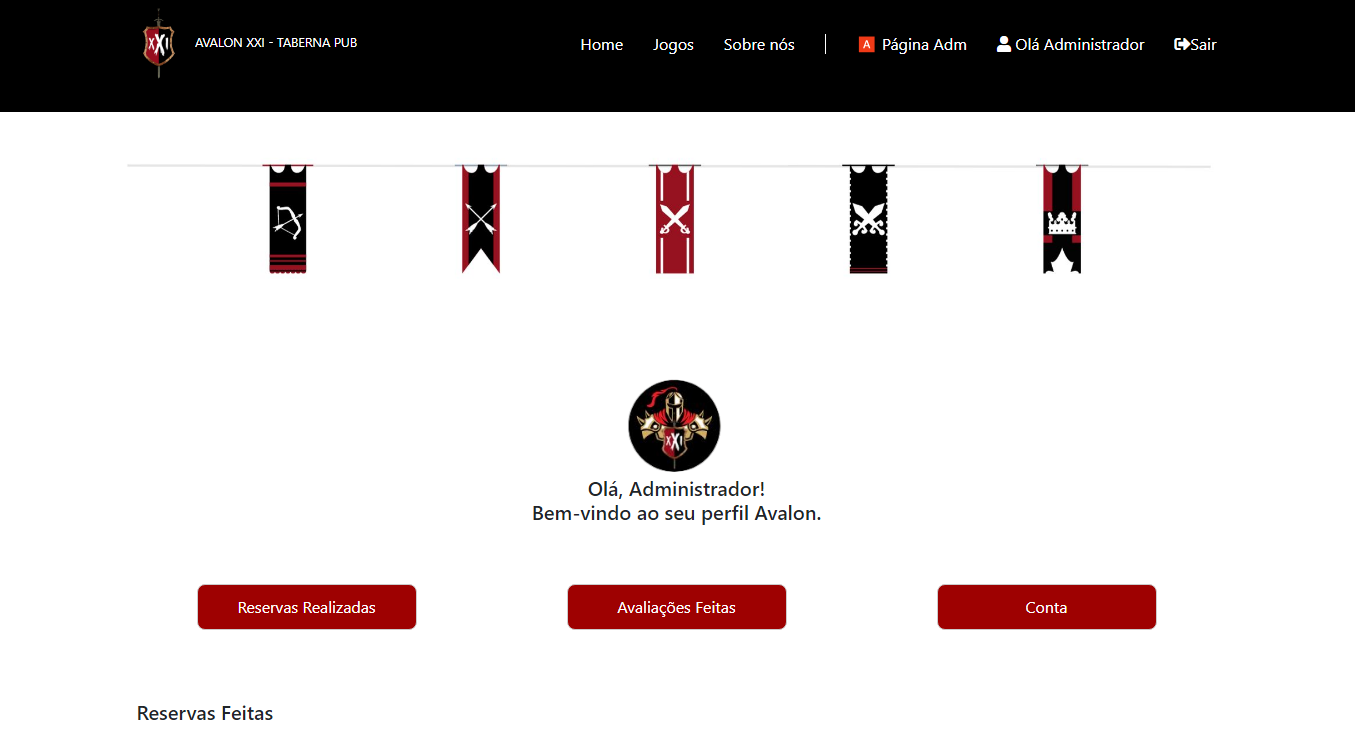 XXI
AVALON XXI - TABERNA PUB
Home
Jogos
Sobre nós
A
Página Adm
Olá Administrador
Sair
XXI
Olá, Administrador!
Bem-vindo ao seu perfil Avalon.
Reservas Realizadas
Avaliações Feitas
Conta
Reservas Feitas